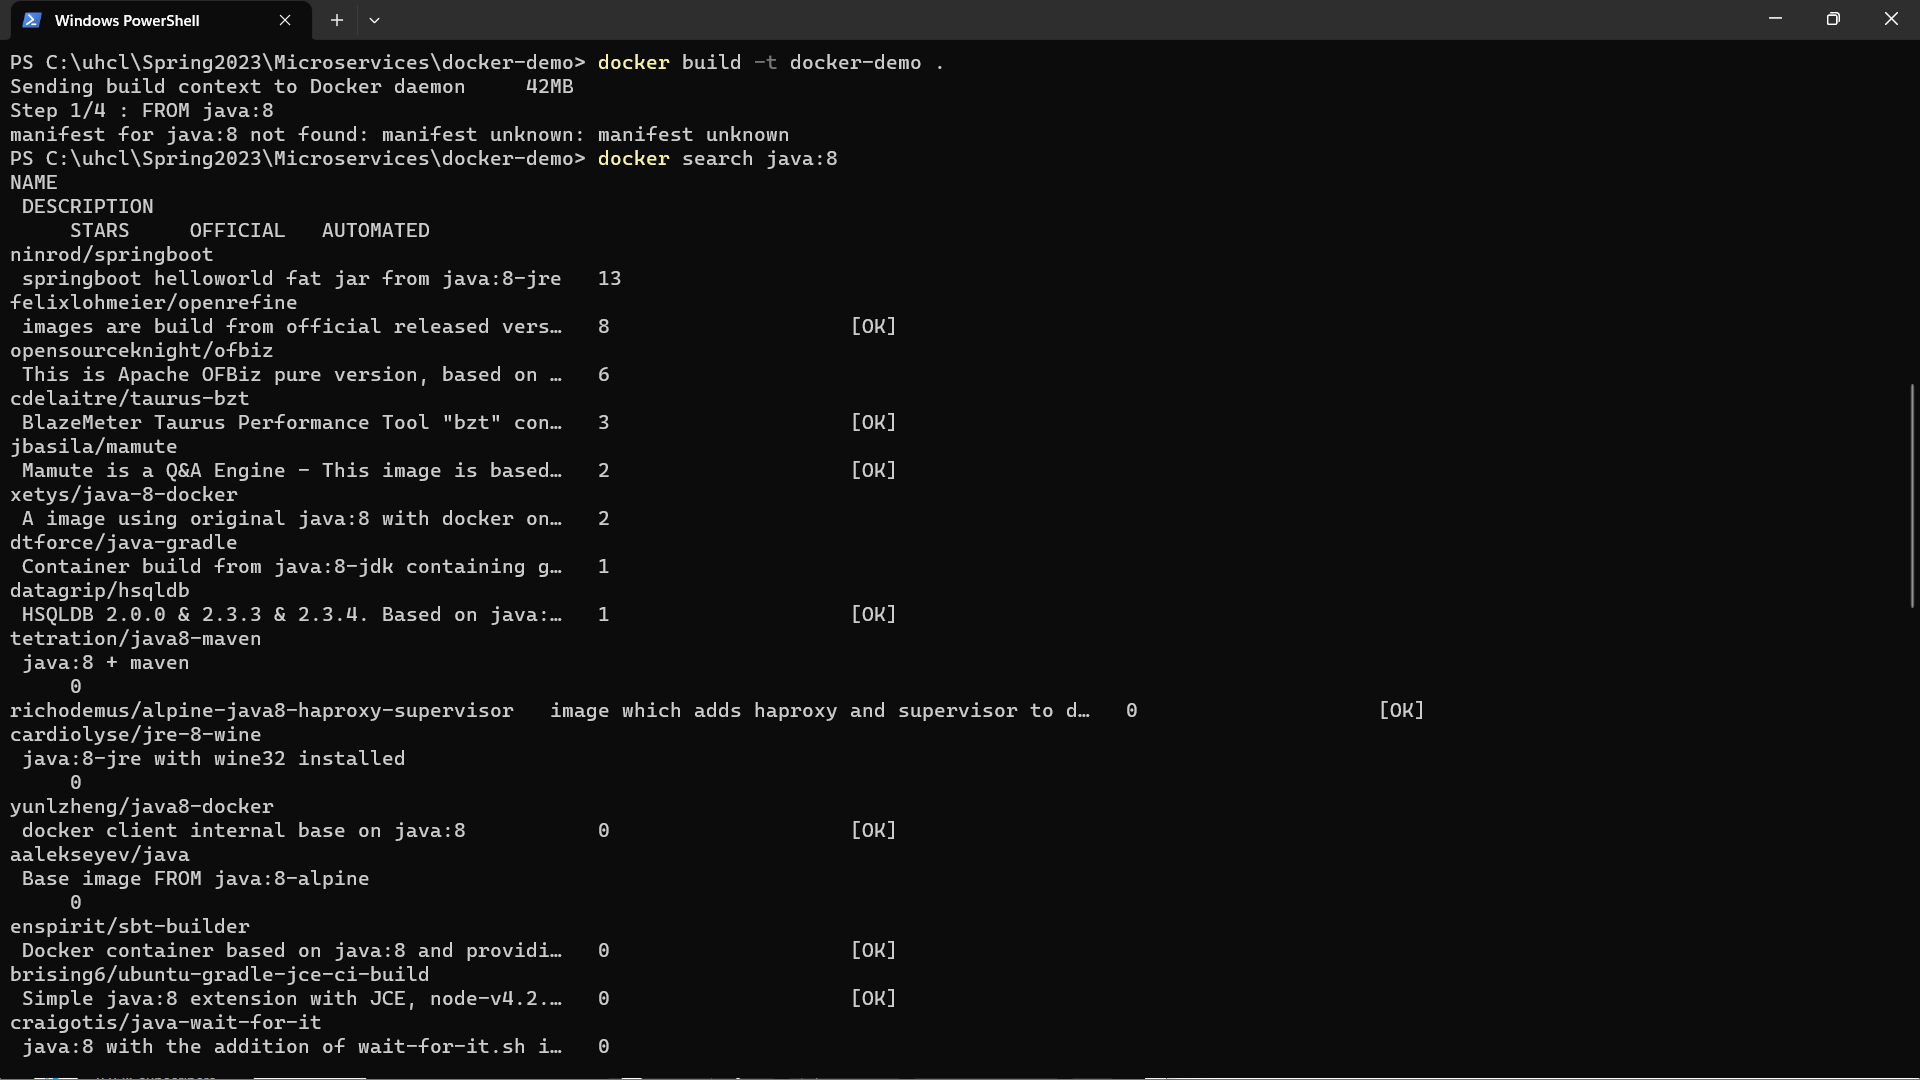 Windows PowerShell
PS C:\uhcl\Spring2023\Microservices\docker-demo> docker build -t docker-demo .
Sending build context to Docker daemon     42MB
Step 1/4 : FROM java:8
manifest for java:8 not found: manifest unknown: manifest unknown
PS C:\uhcl\Spring2023\Microservices\docker-demo> docker search java:8
NAME
 DESCRIPTION
     STARS     OFFICIAL   AUTOMATED
ninrod/springboot
 springboot helloworld fat jar from java:8-jre   13
felixlohmeier/openrefine
 images are build from official released vers…   8                    [OK]
opensourceknight/ofbiz
 This is Apache OFBiz pure version, based on …   6
cdelaitre/taurus-bzt
 BlazeMeter Taurus Performance Tool "bzt" con…   3                    [OK]
jbasila/mamute
 Mamute is a Q&A Engine - This image is based…   2                    [OK]
xetys/java-8-docker
 A image using original java:8 with docker on…   2
dtforce/java-gradle
 Container build from java:8-jdk containing g…   1
datagrip/hsqldb
 HSQLDB 2.0.0 & 2.3.3 & 2.3.4. Based on java:…   1                    [OK]
tetration/java8-maven
 java:8 + maven
     0
richodemus/alpine-java8-haproxy-supervisor   image which adds haproxy and supervisor to d…   0                    [OK]
cardiolyse/jre-8-wine
 java:8-jre with wine32 installed
     0
yunlzheng/java8-docker
 docker client internal base on java:8           0                    [OK]
aalekseyev/java
 Base image FROM java:8-alpine
     0
enspirit/sbt-builder
 Docker container based on java:8 and providi…   0                    [OK]
brising6/ubuntu-gradle-jce-ci-build
 Simple java:8 extension with JCE, node-v4.2.…   0                    [OK]
craigotis/java-wait-for-it
 java:8 with the addition of wait-for-it.sh i…   0